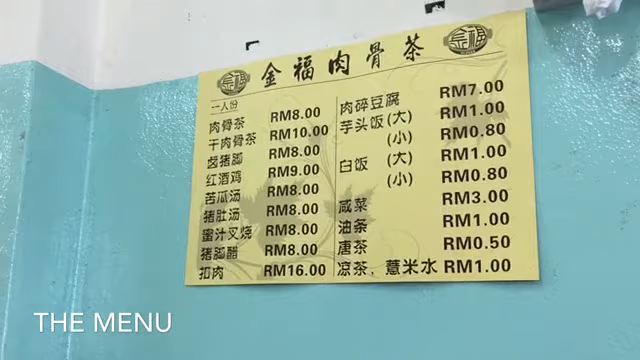 金福 金福肉骨茶 金福
一人份
肉骨茶 RM8.00
干肉骨茶 RM10.00
卤猪脚 RM8.00
红酒鸡 RM9.00
苦瓜汤 RM8.00
猪肚汤 RM8.00
蜜汁叉烧 RM8.00
猪脚醋 RM8.00
扣肉 RM16.00
肉碎豆腐 RM7.00
芋头饭(大) RM1.00
(小) RM0.80
白饭 (大) RM1.00
(小) RM0.80
咸菜 RM3.00
油条 RM1.00
唐茶 RM0.50
凉茶，薏米水 RM1.00
THE MENU